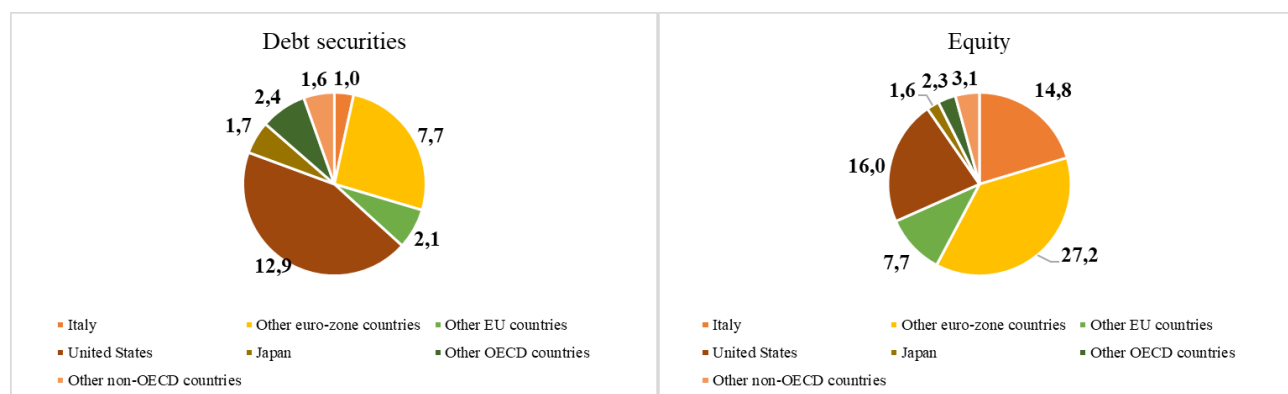 Debt securities
1,6
1,0
2,4
1,7
7,7
12,9
2,1
Italy
Other euro-zone countries
Other EU countries
United States
Japan
Other OECD countries
Other non-OECD countries
Equity
2,3
3,1
1,6
14,8
16,0
7,7
27,2
Italy
Other euro-zone countries
Other EU countries
United States
Japan
Other OECD countries
Other non-OECD countries